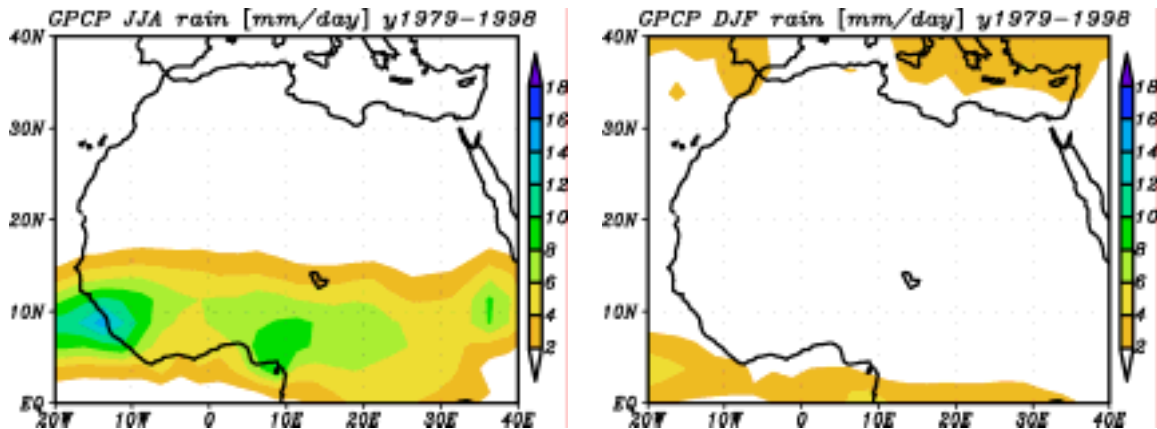 GPCP JJA rain [mm/day] y1979-1998
40N
30N
20N
10N
EQ
20W 10W 0 10E 20E 30E 40E
18
16
14
12
10
8
6
4
2
GPCP DJF rain [mm/day] y1979-1998
40N
30N
20N
10N
EQ
20W 10W 0 10E 20E 30E 40E
18
16
14
12
10
8
6
4
2